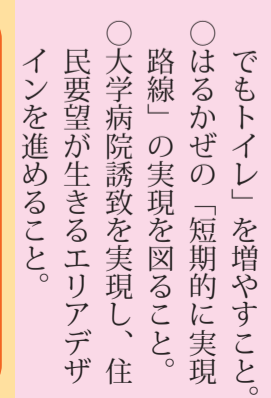 でもトイレ」を増やすこと。
○はるかぜの「短期的に実現
路線」の実現を図ること。
○大学病院誘致を実現し、住
民要望が生きるエリアデザ
インを進めること。